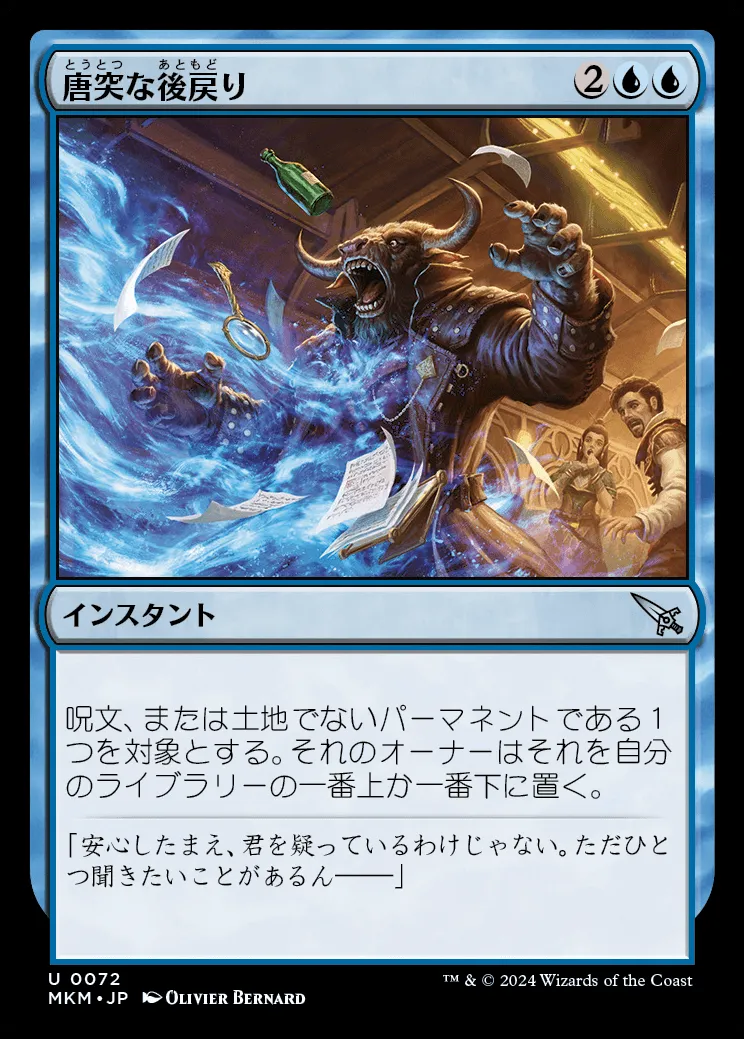 とうとつ あともど
唐突な後戻り 2
インスタント
呪文、または土地でないパーマネントである1
つを対象とする。それのオーナーはそれを自分
のライブラリーの一番上か一番下に置く。
「安心したまえ、君を疑っているわけじゃない。ただひと
つ聞きたいことがあるん――」
U 0072
MKM • JP OLIVIER BERNARD
™ & © 2024 Wizards of the Coast